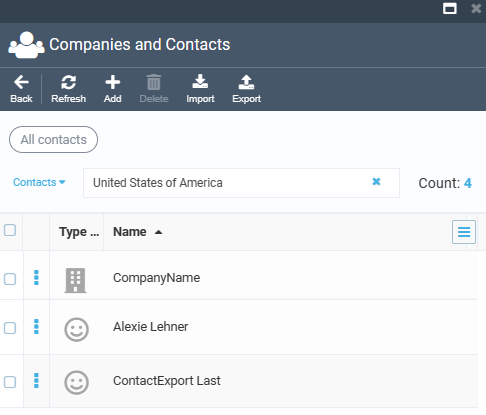 Companies and Contacts
Back Refresh Add Delete Import Export
All contacts
Contacts United States of America Count: 4
Type ... Name
CompanyName
Alexie Lehner
ContactExport Last